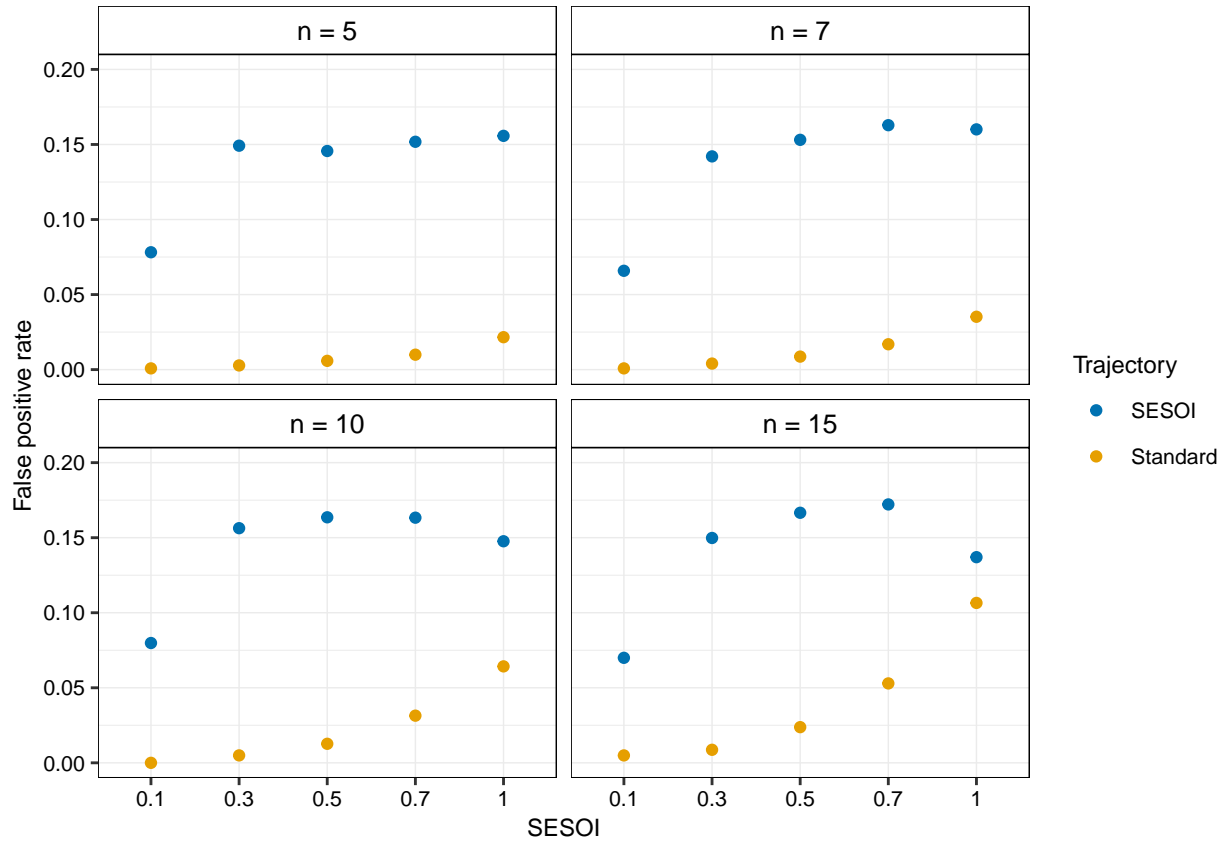 n = 5
n = 7
0.20
0.15
0.10
0.05
0.00
n = 10
n = 15
0.20
0.15
0.10
0.05
0.00
0.1 0.3 0.5 0.7 1
0.1 0.3 0.5 0.7 1
SESOI
False positive rate
Trajectory
SESOI
Standard